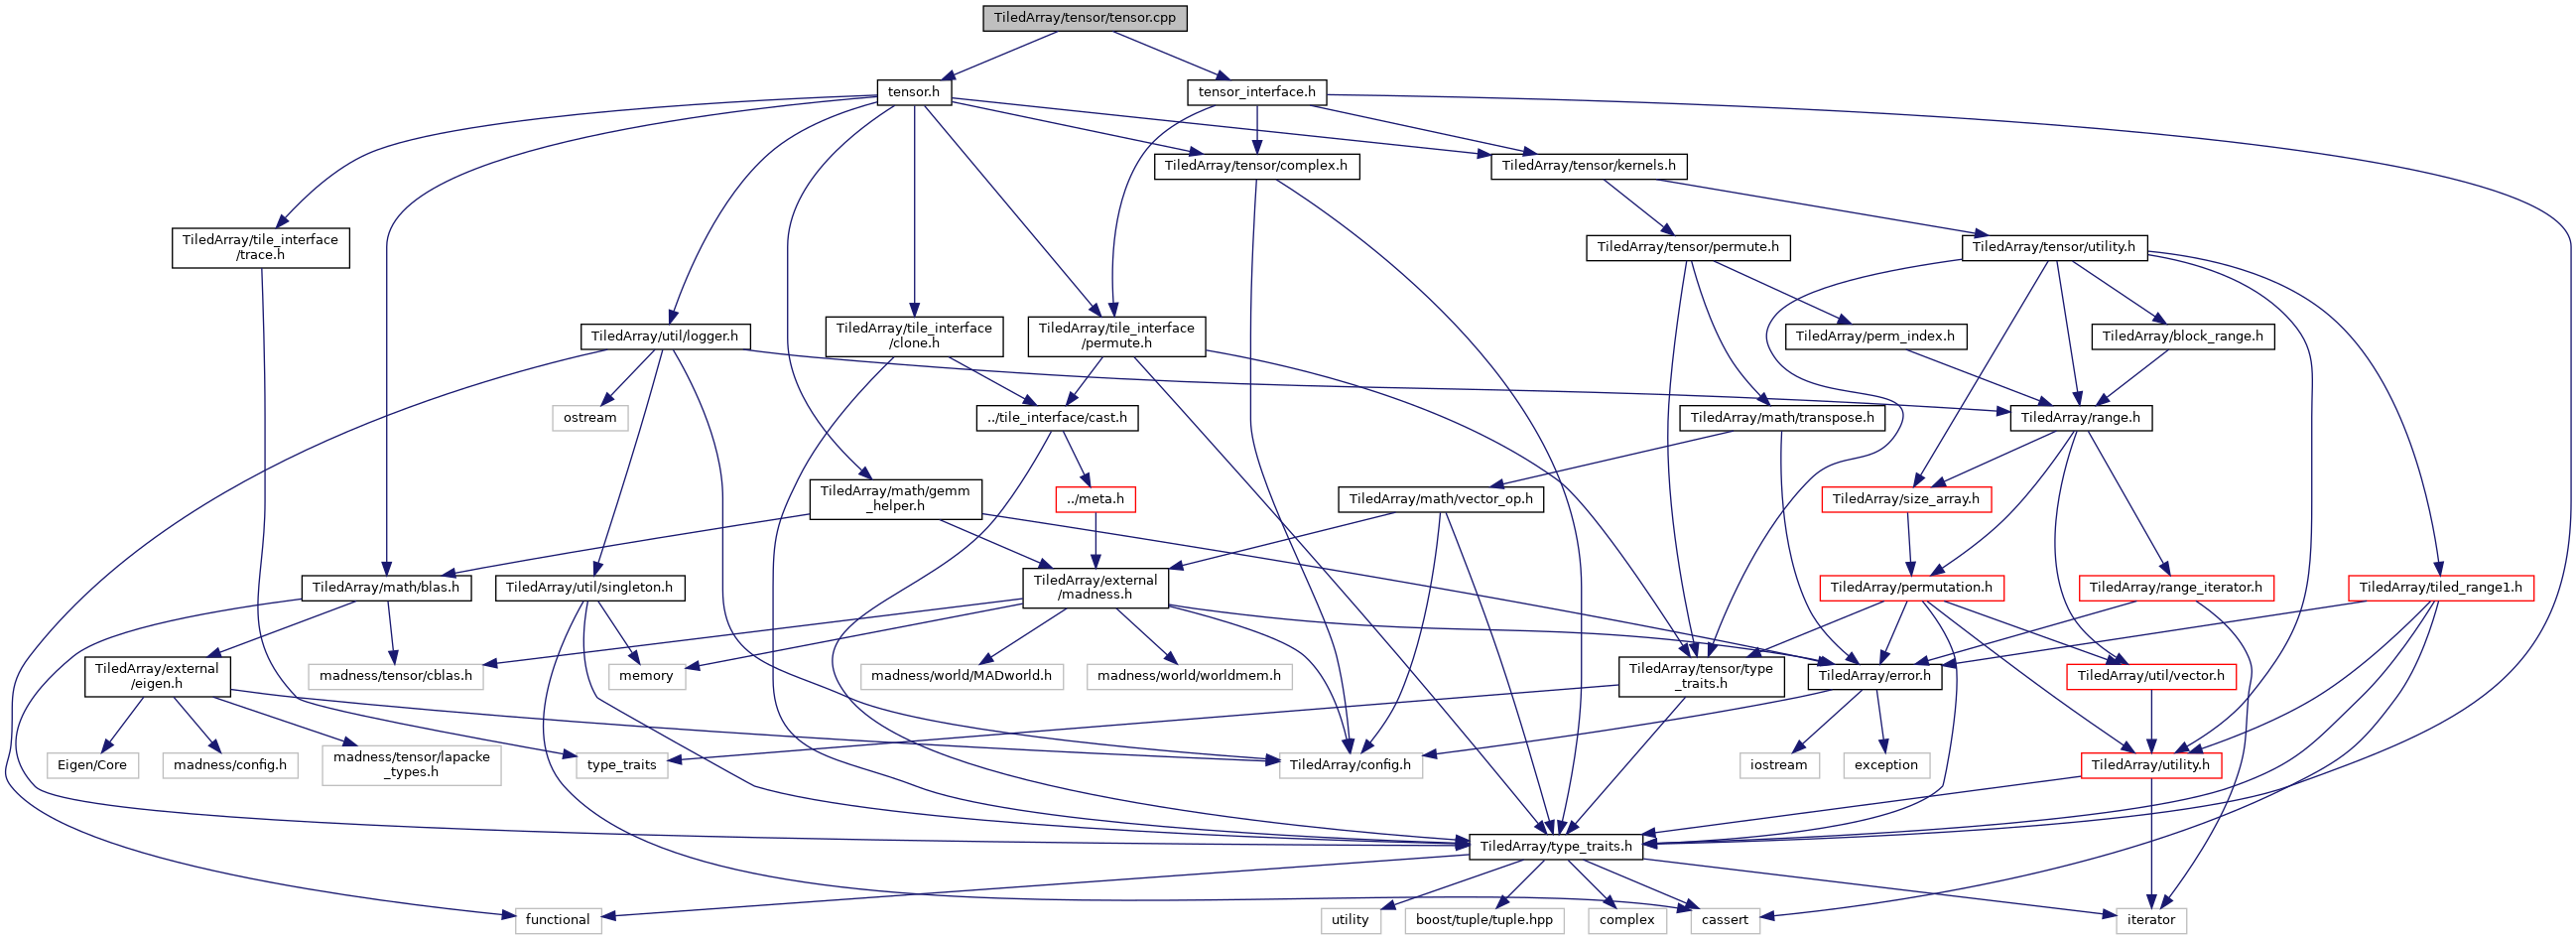 TiledArray/tensor/tensor.cpp
tensor.h
tensor_interface.h
TiledArray/tensor/complex.h
TiledArray/tensor/kernels.h
TiledArray/tile_interface
/trace.h
TiledArray/tensor/permute.h
TiledArray/tensor/utility.h
TiledArray/util/logger.h
TiledArray/tile_interface
/clone.h
TiledArray/tile_interface
/permute.h
TiledArray/perm_index.h
TiledArray/block_range.h
ostream
../tile_interface/cast.h
TiledArray/math/transpose.h
TiledArray/range.h
TiledArray/math/gemm
_helper.h
../meta.h
TiledArray/math/vector_op.h
TiledArray/size_array.h
TiledArray/math/blas.h
TiledArray/util/singleton.h
TiledArray/external
/madness.h
TiledArray/permutation.h
TiledArray/range_iterator.h
TiledArray/tiled_range1.h
TiledArray/external
/eigen.h
madness/tensor/cblas.h
memory
madness/world/MADworld.h
madness/world/worldmem.h
TiledArray/tensor/type
_traits.h
TiledArray/error.h
TiledArray/util/vector.h
Eigen/Core
madness/config.h
madness/tensor/lapacke
_types.h
type_traits
TiledArray/config.h
iostream
exception
TiledArray/utility.h
TiledArray/type_traits.h
functional
utility
boost/tuple/tuple.hpp
complex
cassert
iterator